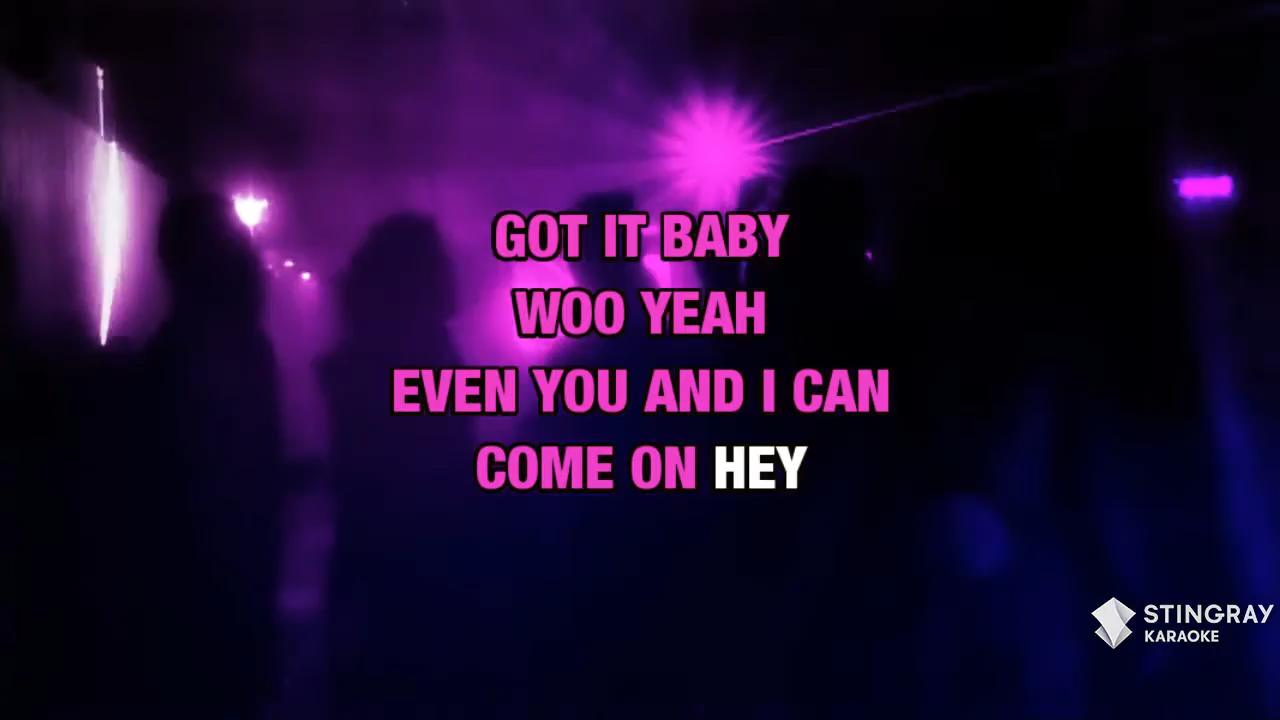 GOT IT BABY
WOO YEAH
EVEN YOU AND I CAN
COME ON HEY
STINGRAY
KARAOKE